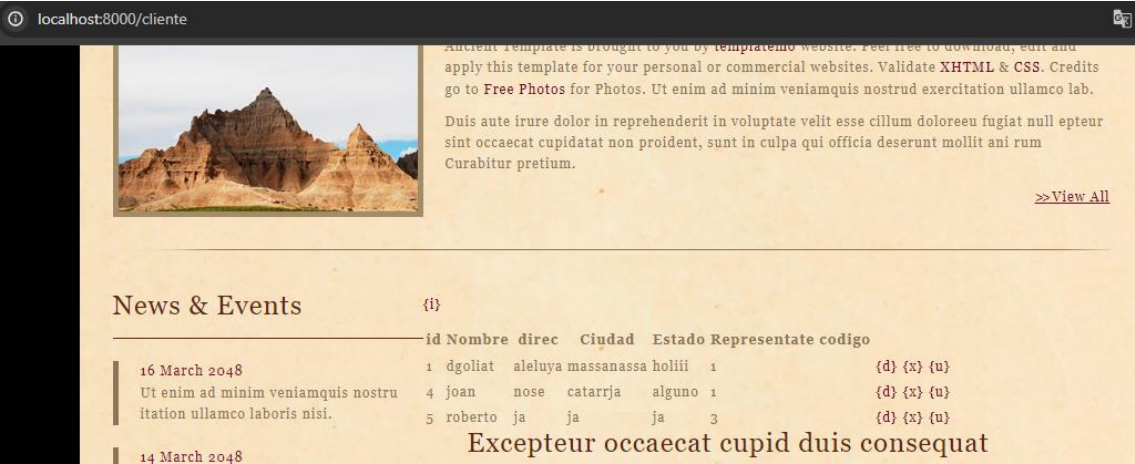 localhost:8000/cliente
Ancient Template is brought to you by templatemo website. Feel free to download, edit and
apply this template for your personal or commercial websites. Validate XHTML & CSS. Credits
go to Free Photos for Photos. Ut enim ad minim veniamquis nostrud exercitation ullamco lab.
Duis aute irure dolor in reprehenderit in voluptate velit esse cillum doloreeu fugiat null epteur
sint occaecat cupidatat non proident, sunt in culpa qui officia deserunt mollit ani rum
Curabitur pretium.
>>View All
News & Events
16 March 2048
Ut enim ad minim veniamquis nostru
itation ullamco laboris nisi.
14 March 2048
{i}
id Nombre direc Ciudad Estado Representate codigo
1 dgoliat aleluya massanassa holiii 1 {d} {x} {u}
4 joan nose catarrja alguno 1 {d} {x} {u}
5 roberto ja ja ja 3 {d} {x} {u}
Excepteur occaecat cupid duis consequat